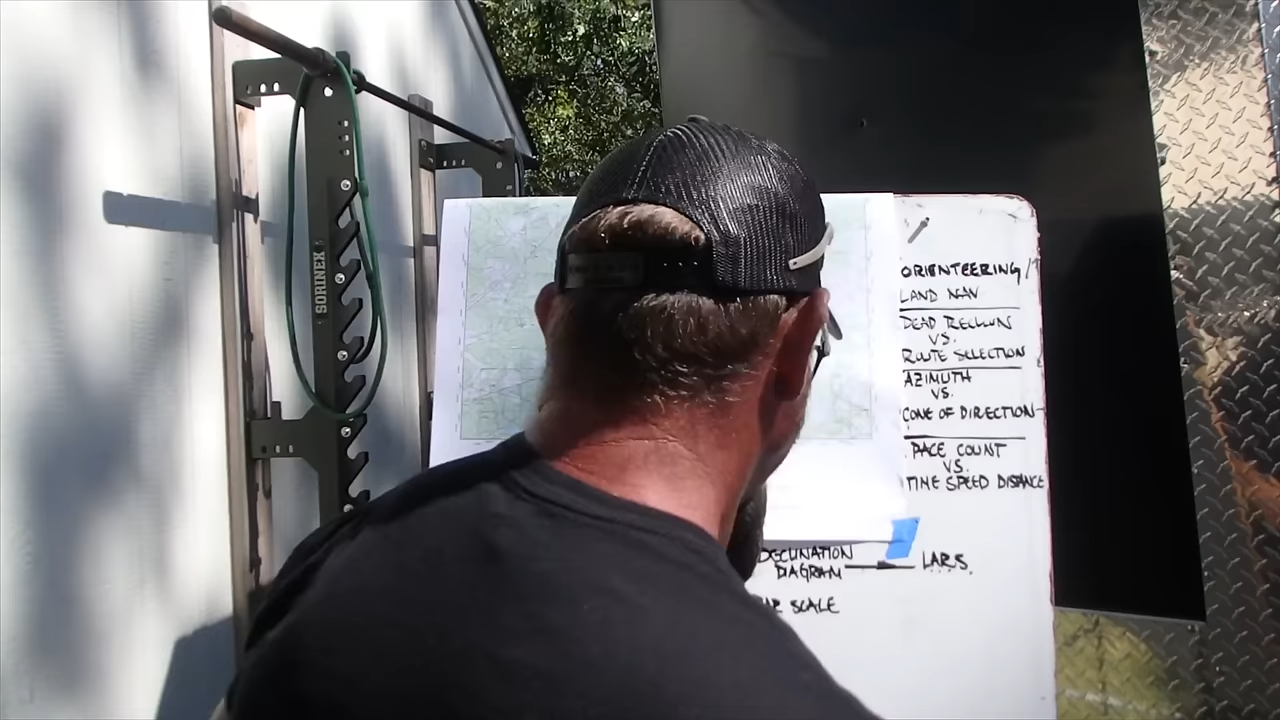 SORINEX
ORIENTEERING/
LAND NAV
DEAD RECKON
VS.
ROUTE SELECTION
AZIMUTH
VS.
CONE OF DIRECTION
PACE COUNT
VS.
TIME SPEED DISTANCE
DECLINATION
DIAGRAM
LARS
SCALE